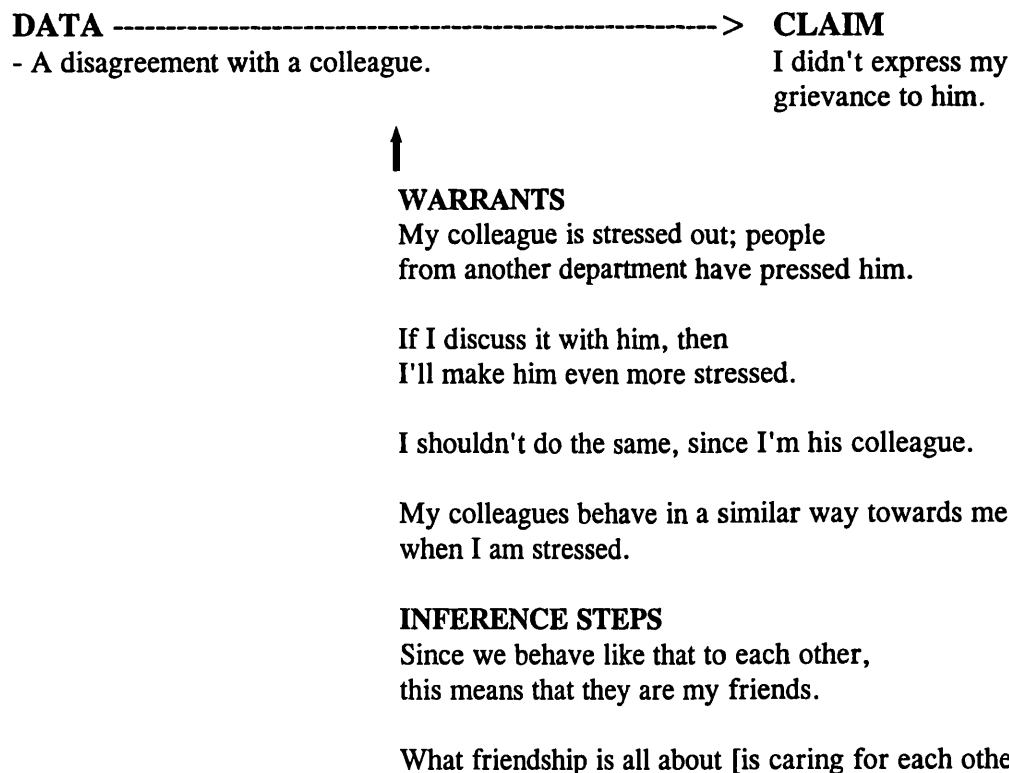 DATA ----------------------------------------------------> CLAIM
- A disagreement with a colleague. I didn't express my
grievance to him.
WARRANTS
My colleague is stressed out; people
from another department have pressed him.
If I discuss it with him, then
I'll make him even more stressed.
I shouldn't do the same, since I'm his colleague.
My colleagues behave in a similar way towards me
when I am stressed.
INFERENCE STEPS
Since we behave like that to each other,
this means that they are my friends.
What friendship is all about [is caring for each othe